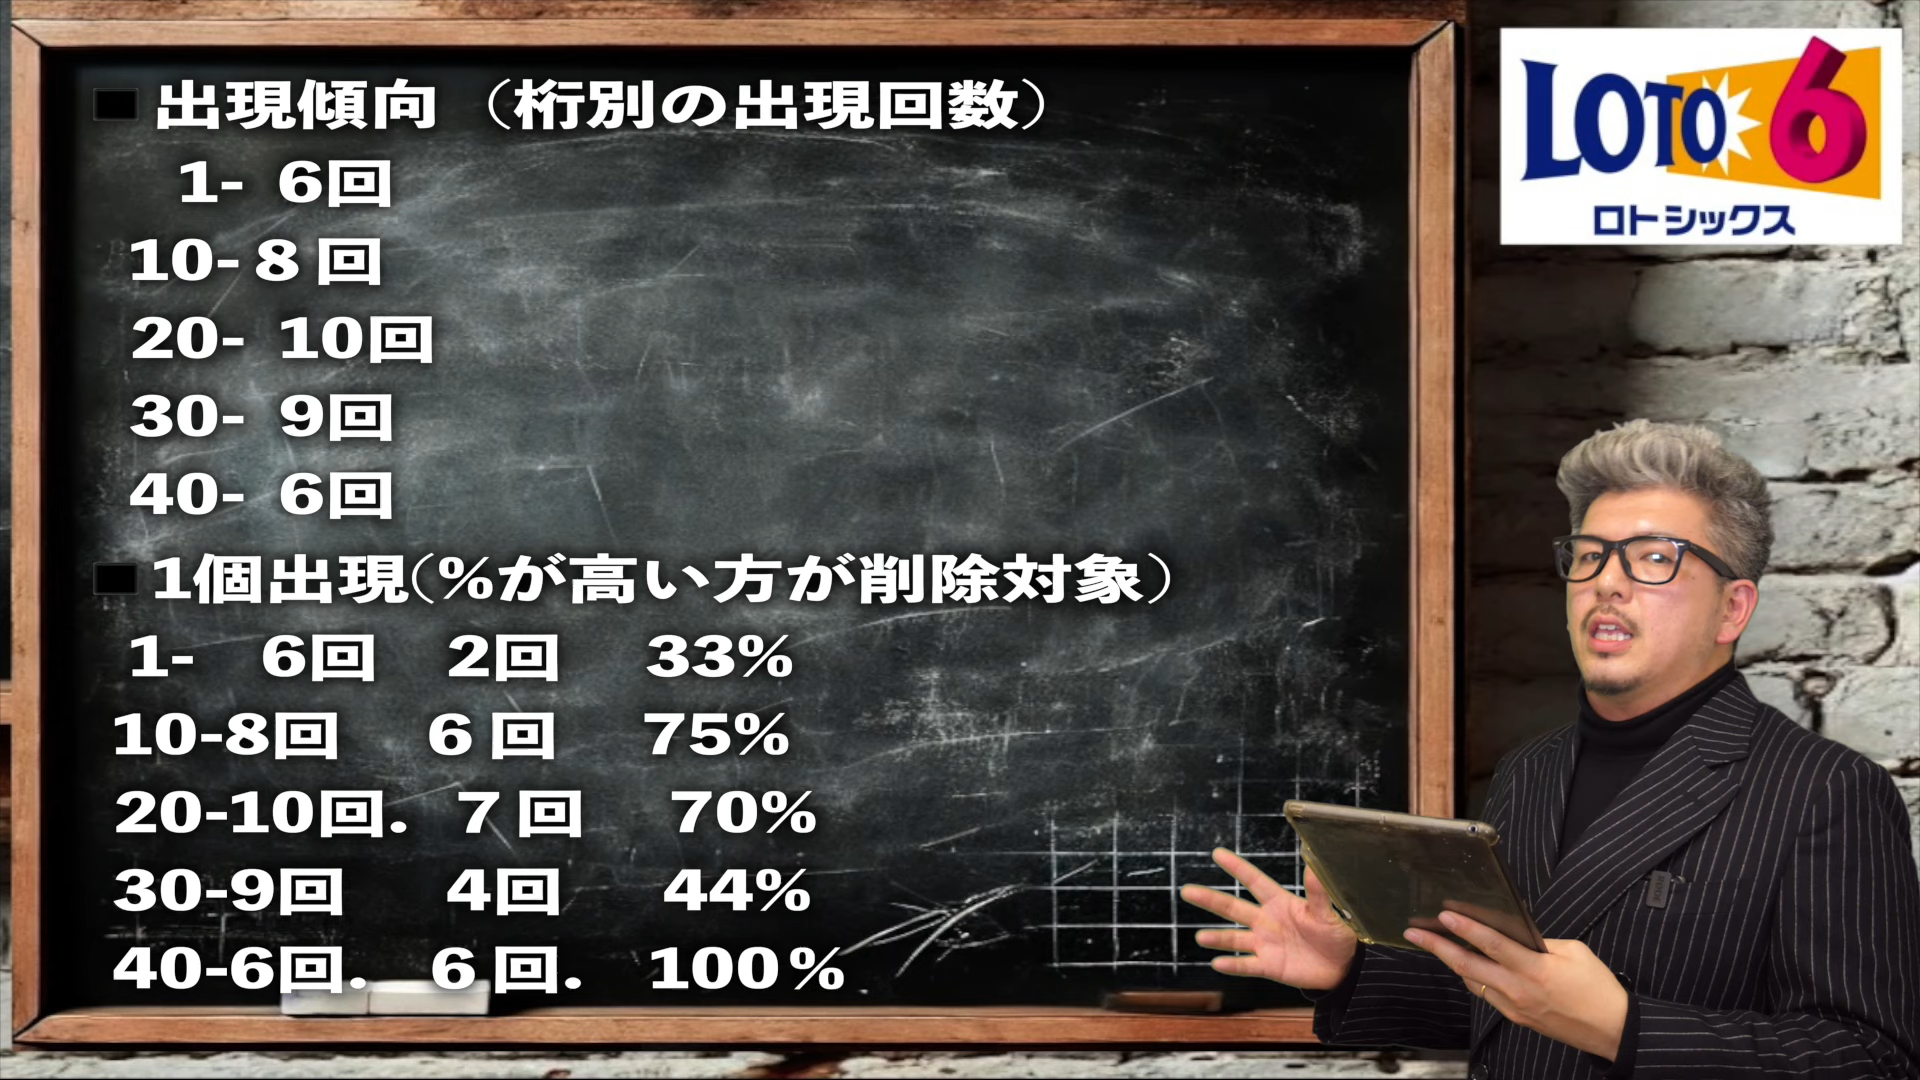 ■ 出現傾向（桁別の出現回数）
1- 6回
10-8回
20- 10回
30- 9回
40- 6回
■1個出現(%が高い方が削除対象）
1- 6回 2回 33%
10-8回 6回 75%
20-10回. 7回 70%
30-9回 4回 44%
40-6回. 6回. 100%
LOTO6
ロトシックス